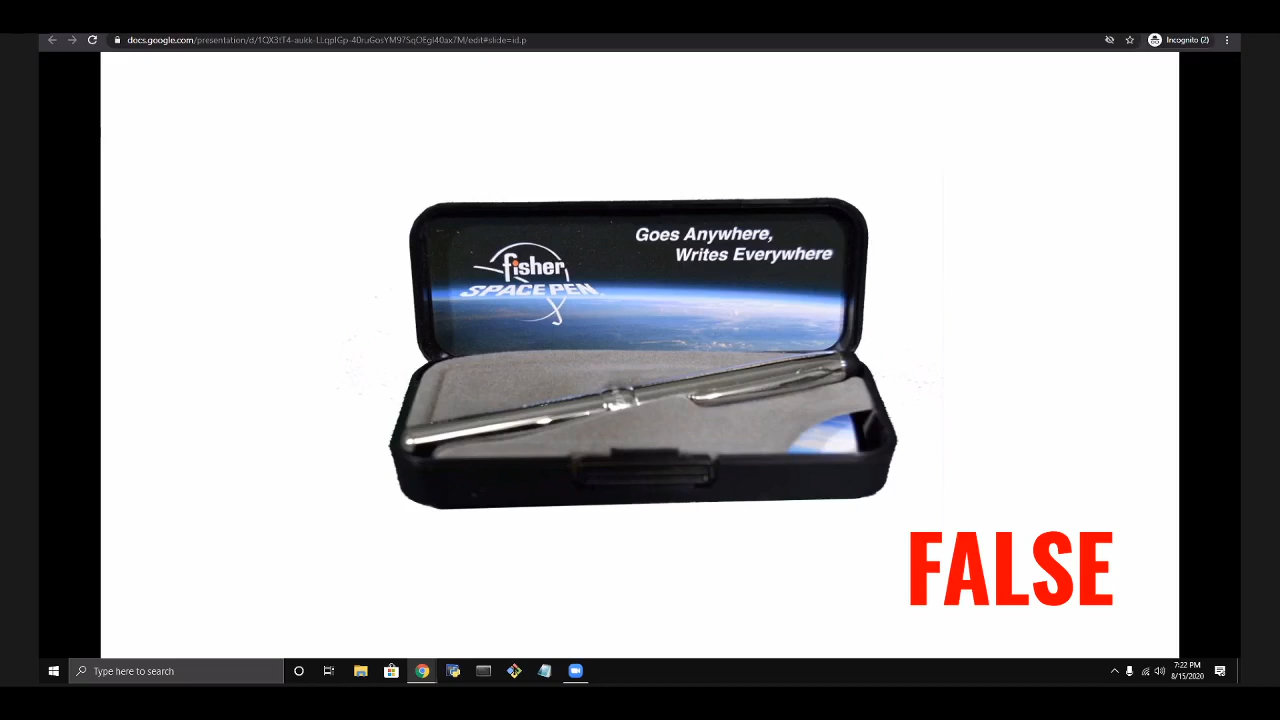 Incognito (2)
Goes Anywhere,
Writes Everywhere
fisher
SPACE PEN
FALSE
Type here to search
7:22 PM
8/15/2020